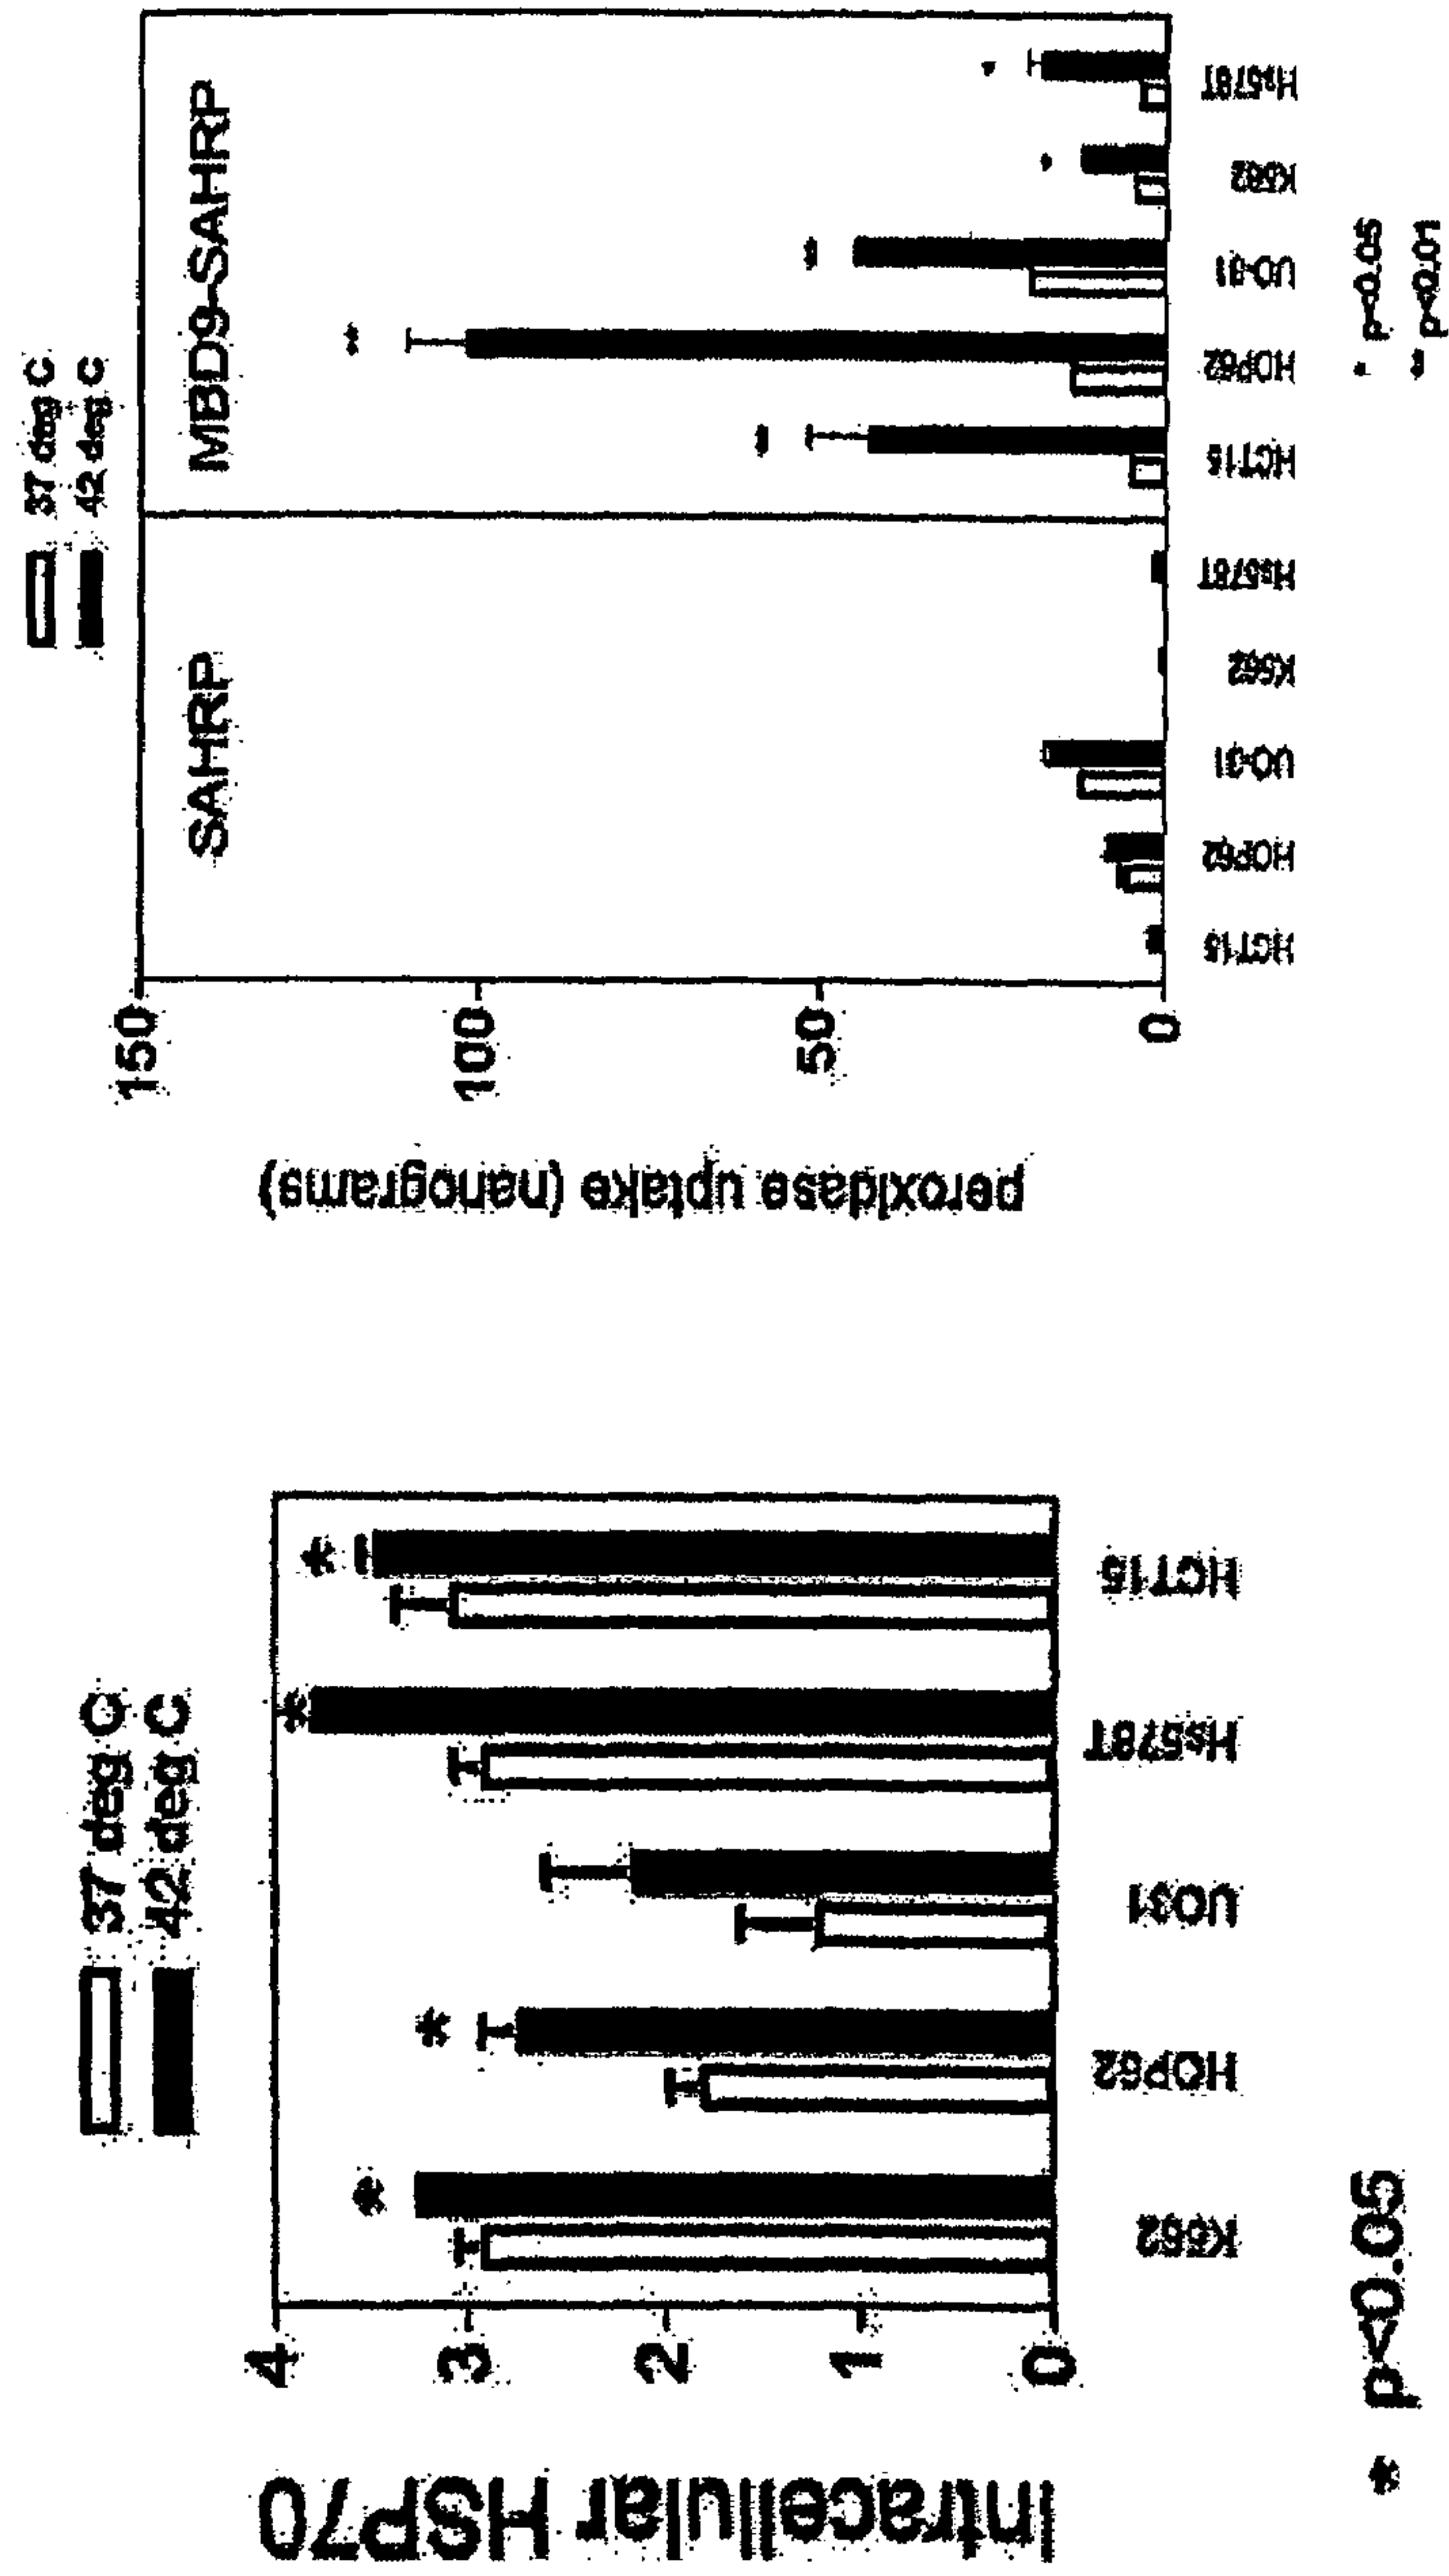 37 deg C
42 deg C
intracellular HSP70
4
3
2
1
0
K562
HOP62
UO31
Hs578T
HCT15
* p<0.05
37 deg C
42 deg C
SAHRP
MBD9-SAHRP
peroxidase uptake (nanograms)
150
100
50
0
HCT15
HOP62
UO-31
K562
Hs578T
HCT15
HOP62
UO-31
K562
Hs578T
* p<0.05
** p<0.01